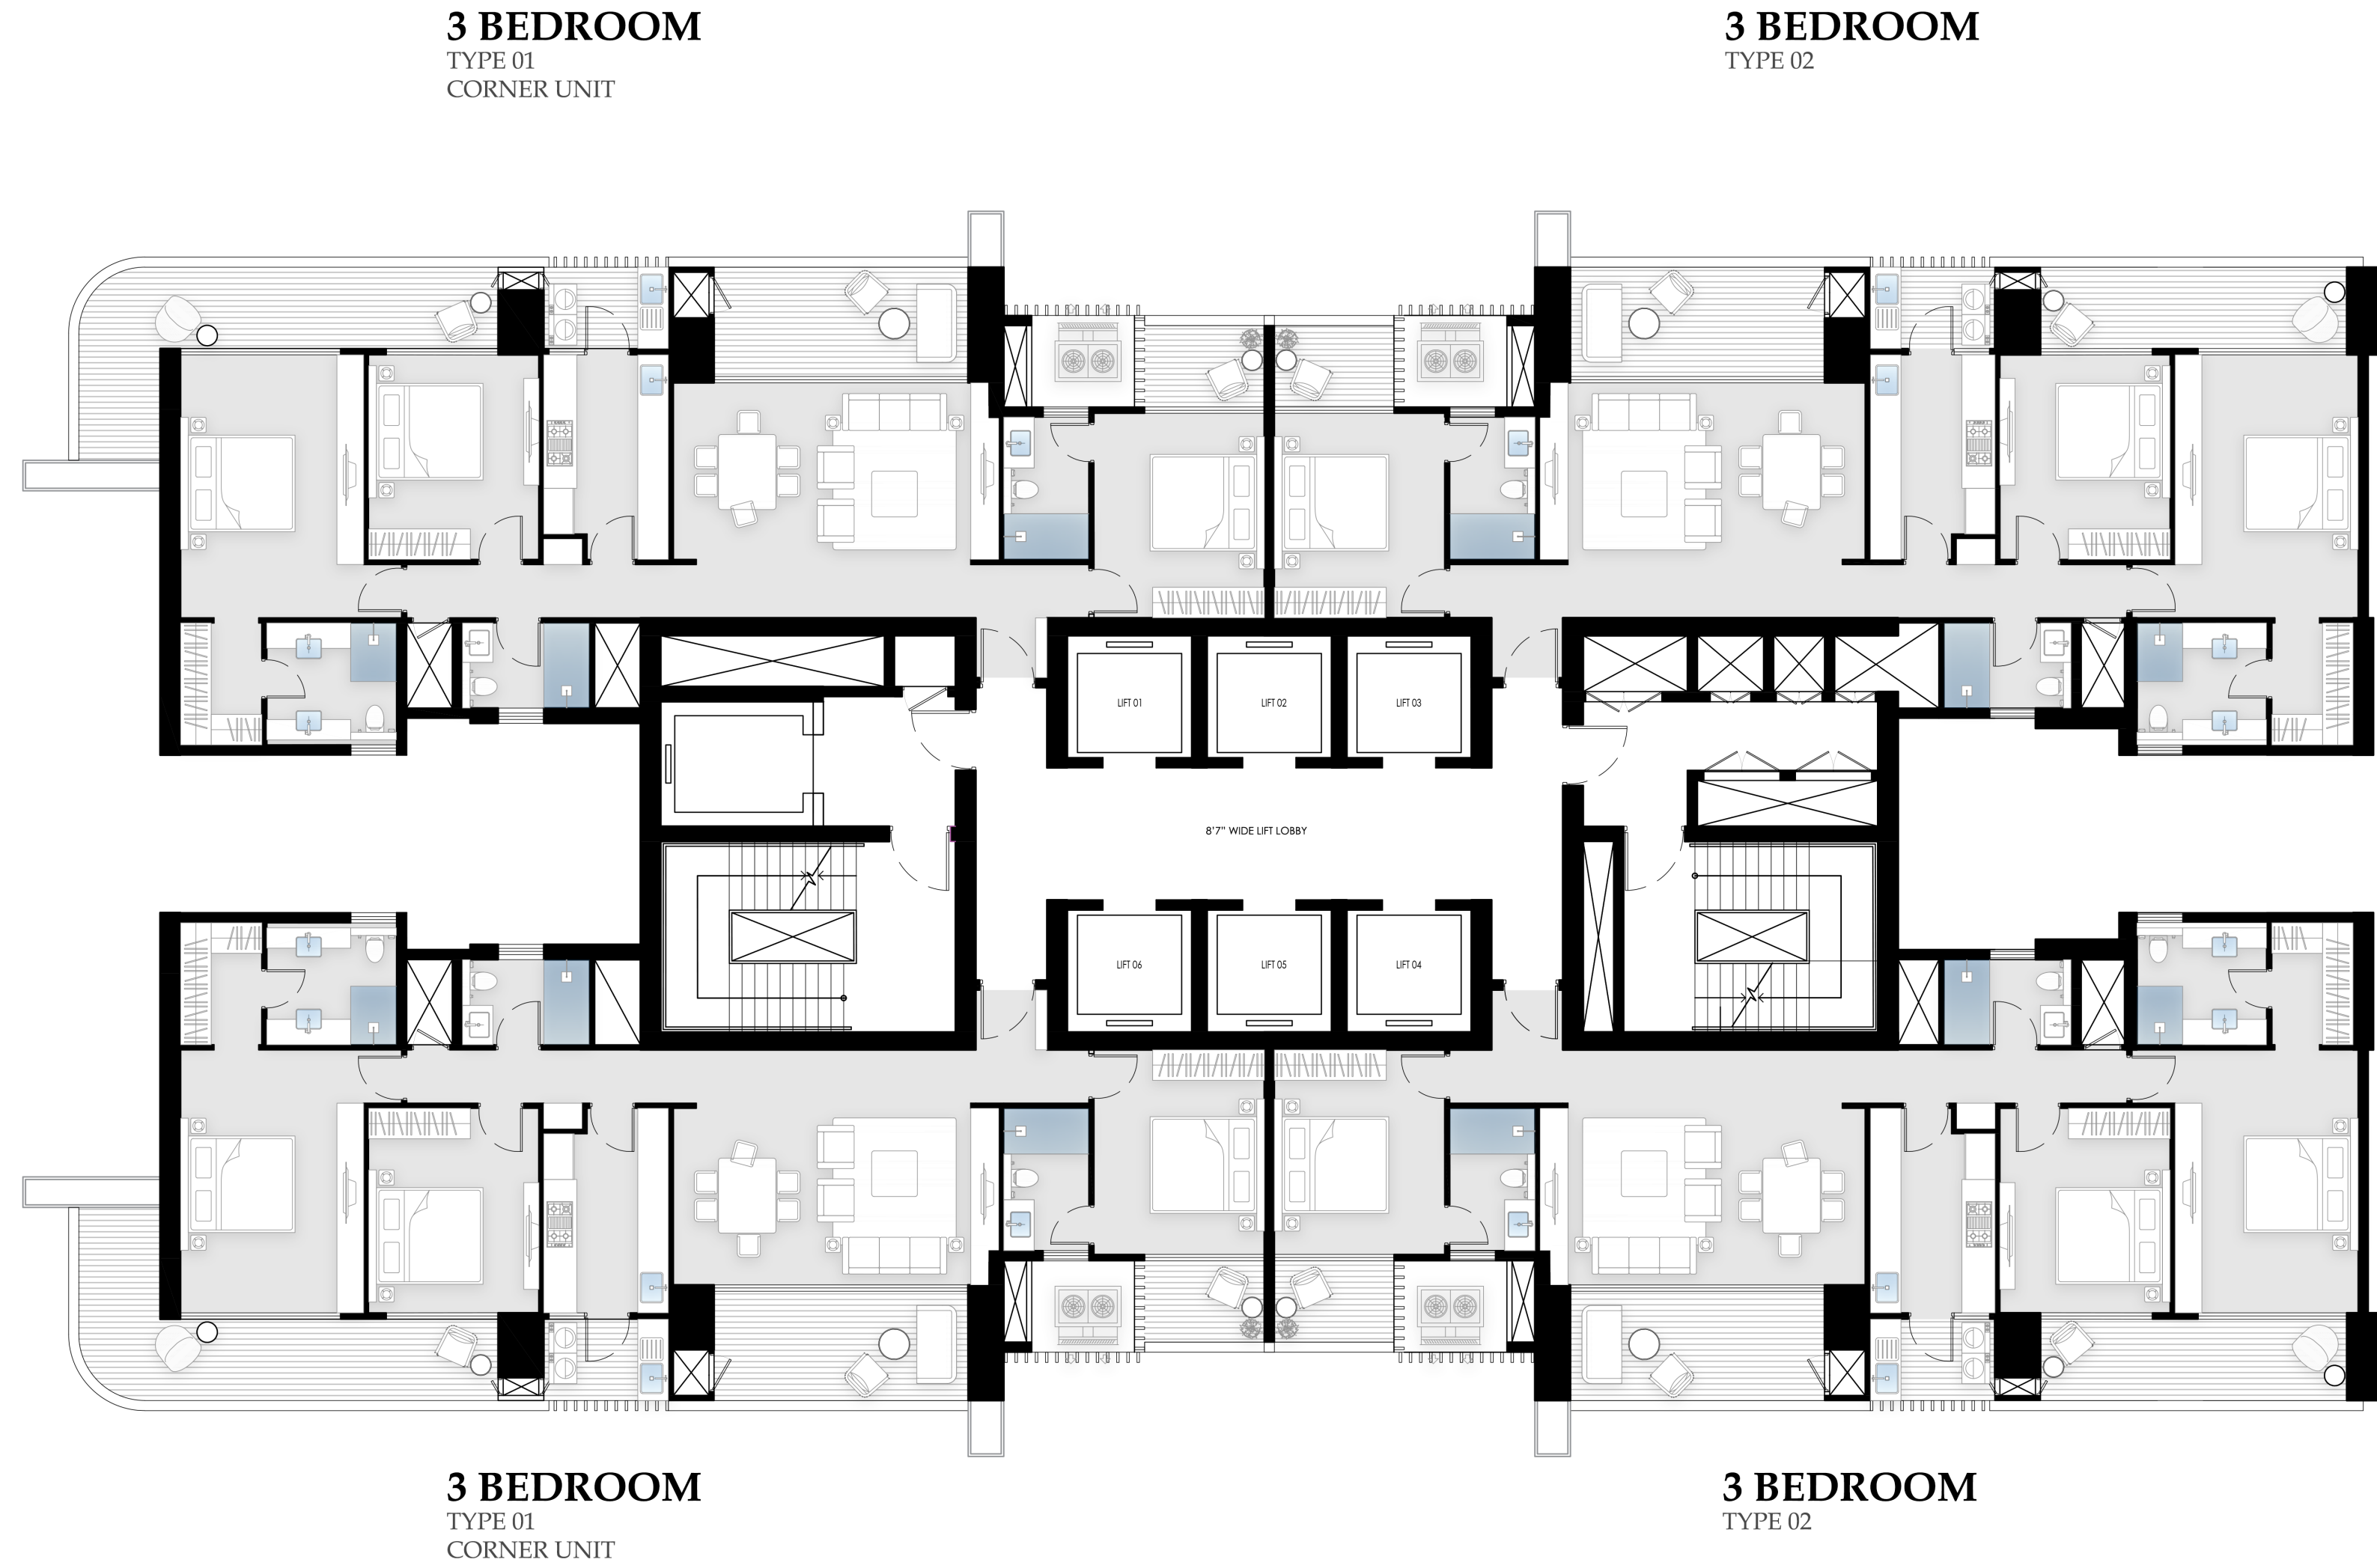 3 BEDROOM
TYPE 01
CORNER UNIT
3 BEDROOM
TYPE 02
LIFT 01
LIFT 02
LIFT 03
8'7" WIDE LIFT LOBBY
LIFT 06
LIFT 05
LIFT 04
3 BEDROOM
TYPE 01
CORNER UNIT
3 BEDROOM
TYPE 02